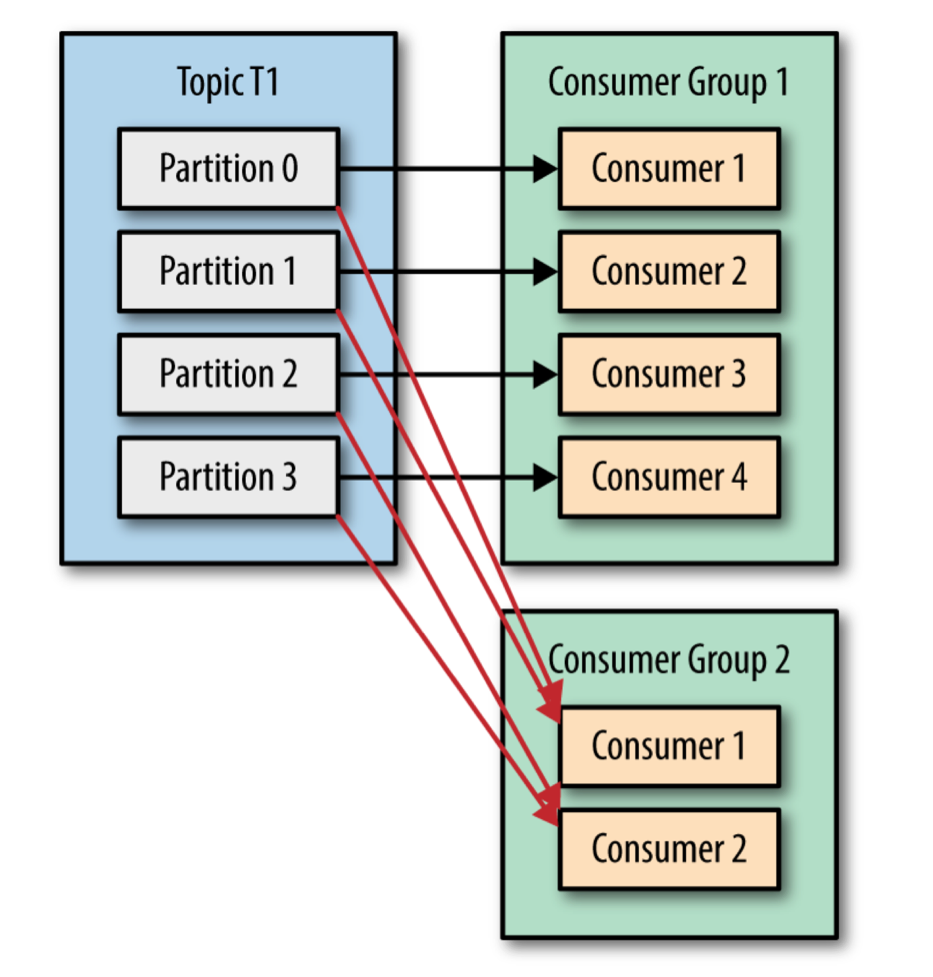 Topic T1
Partition 0
Partition 1
Partition 2
Partition 3
Consumer Group 1
Consumer 1
Consumer 2
Consumer 3
Consumer 4
Consumer Group 2
Consumer 1
Consumer 2